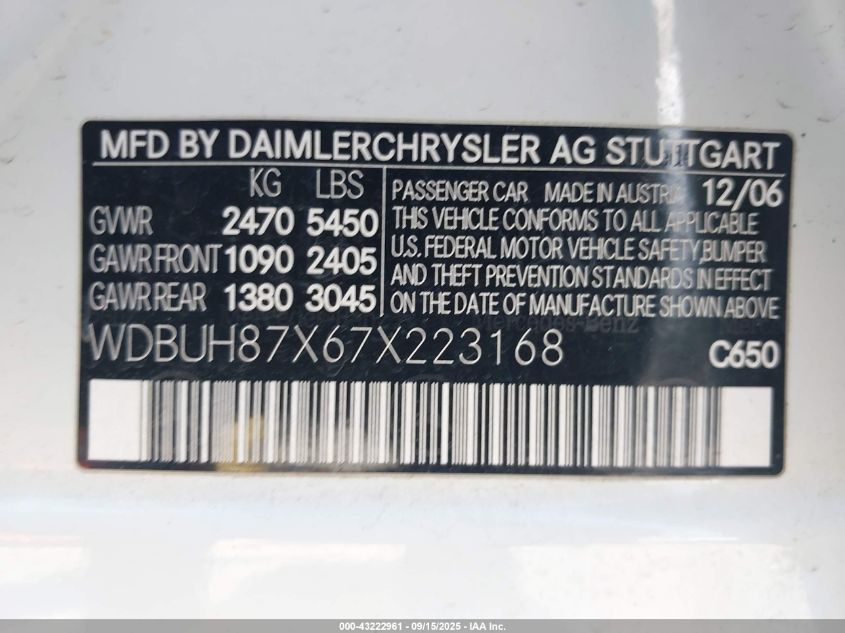 MFD BY DAIMLERCHRYSLER AG STUTTGART
KG LBS
GVWR 2470 5450
GAWR FRONT 1090 2405
GAWR REAR 1380 3045
PASSENGER CAR MADE IN AUSTRIA 12/06
THIS VEHICLE CONFORMS TO ALL APPLICABLE
U.S. FEDERAL MOTOR VEHICLE SAFETY,BUMPER
AND THEFT PREVENTION STANDARDS IN EFFECT
ON THE DATE OF MANUFACTURE SHOWN ABOVE
Mercedes-Benz
WDBUH87X67X223168 C650
000-43222961 - 09/15/2025 - IAA Inc.